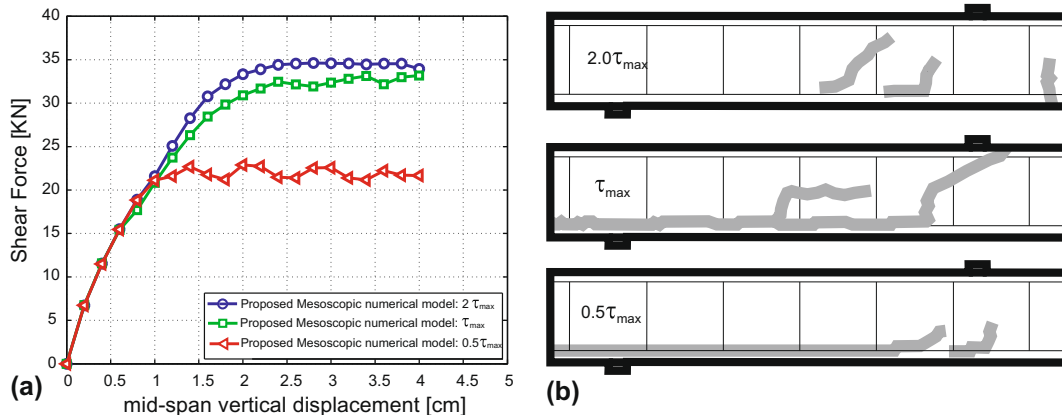 40
35
30
25
20
15
10
5
0
Shear Force [KN]
0 0.5 1 1.5 2 2.5 3 3.5 4 4.5 5
mid-span vertical displacement [cm]
Proposed Mesoscopic numerical model: 2 τmax
Proposed Mesoscopic numerical model: τmax
Proposed Mesoscopic numerical model: 0.5τmax
(a)
2.0τmax
τmax
0.5τmax
(b)